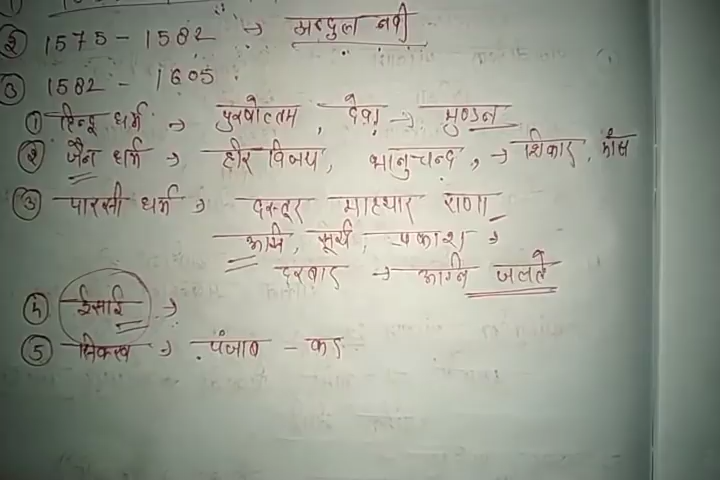 ② 1575 - 1582 → अब्दुल नबी
③ 1582 - 1605
① हिन्दू धर्म → पुरुषोत्तम, देवा → मुण्डन
② जैन धर्म → हीर विजय, भानुचन्द, → शिकार, माँस
③ पारसी धर्म → दस्तूर माहयार राणा
अग्नि, सूर्य, प्रकाश →
दरबार → अग्नि जलते
④ ईसाई →
⑤ सिक्ख → पंजाब - कर